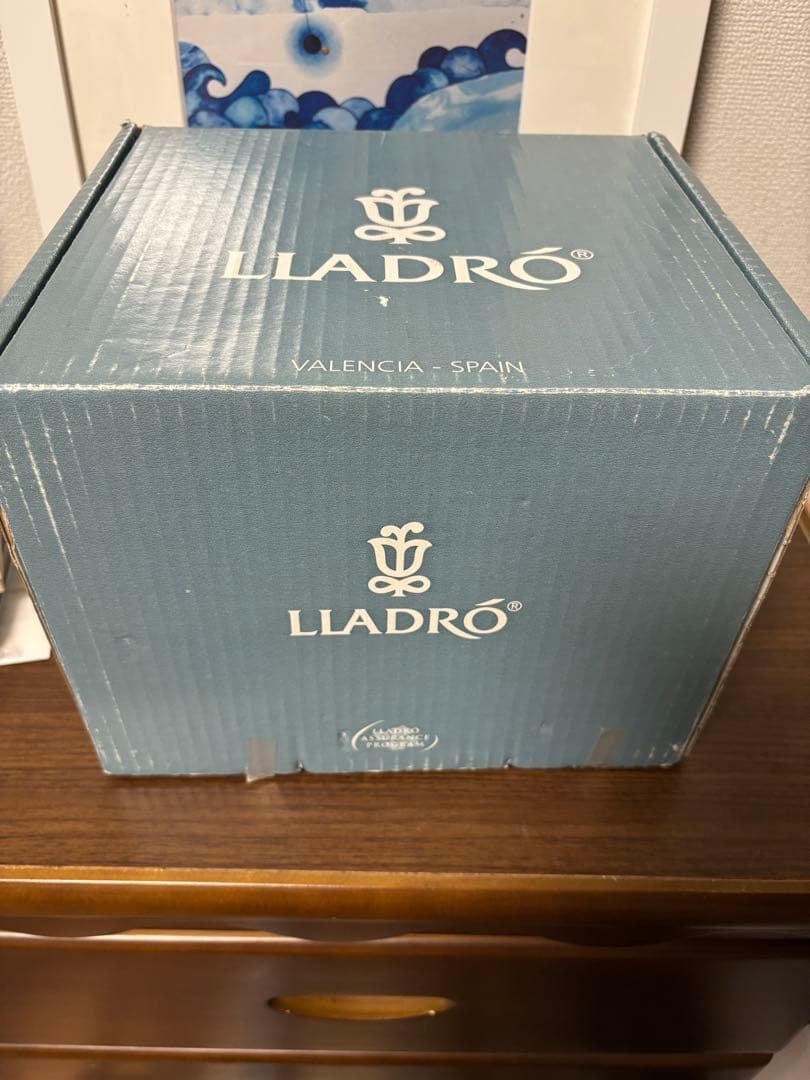 LLADRÓ®
VALENCIA - SPAIN
LLADRÓ®
LLADRÓ
ASSURANCE
PROGRAM